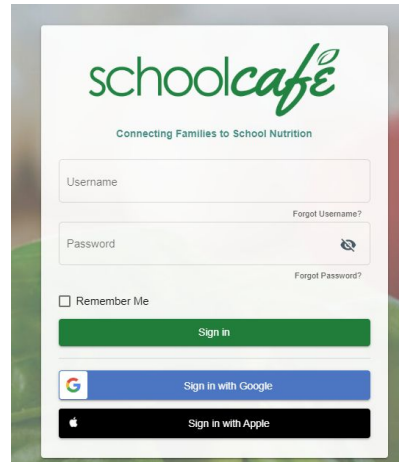 schoolcafé
Connecting Families to School Nutrition
Username
Forgot Username?
Password
Forgot Password?
Remember Me
Sign in
Sign in with Google
Sign in with Apple